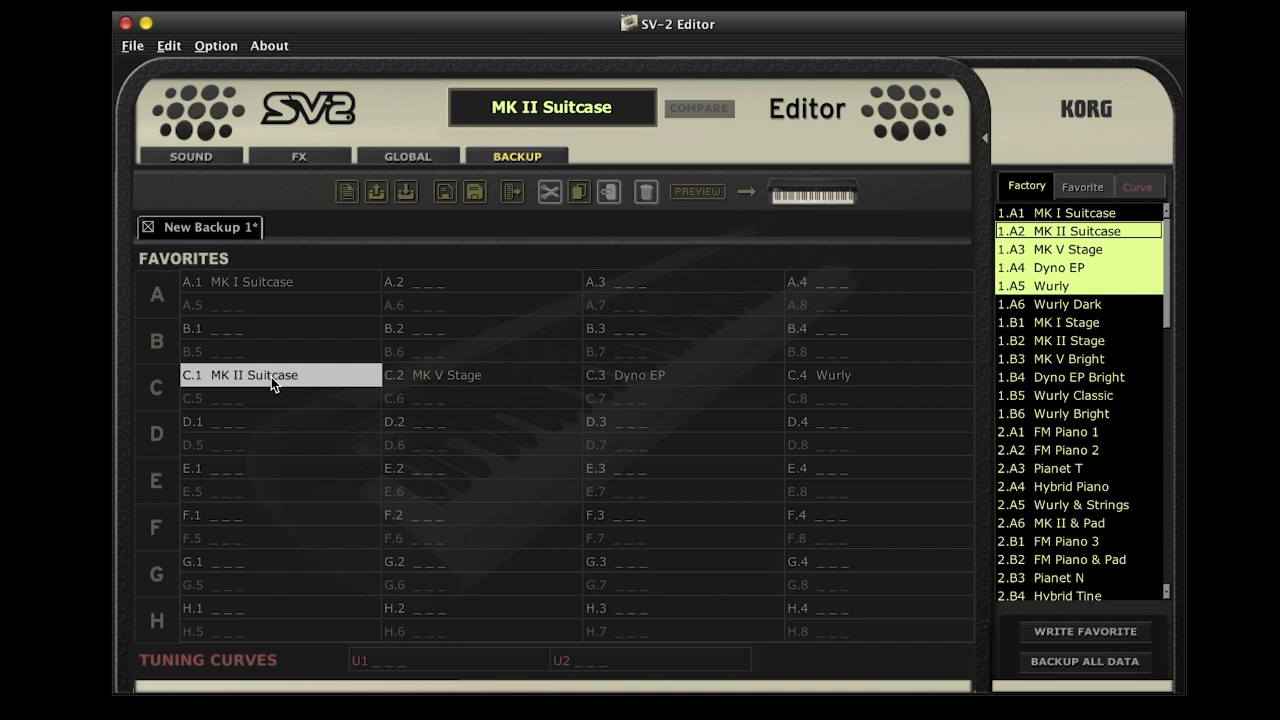 SV-2 Editor
File Edit Option About
SV2 MK II Suitcase COMPARE Editor KORG
SOUND FX GLOBAL BACKUP
PREVIEW
New Backup 1*
FAVORITES
A
A.1 MK I Suitcase A.2 _ _ _ A.3 _ _ _ A.4 _ _ _
A.5 _ _ _ A.6 _ _ _ A.7 _ _ _ A.8 _ _ _
B
B.1 _ _ _ B.2 _ _ _ B.3 _ _ _ B.4 _ _ _
B.5 _ _ _ B.6 _ _ _ B.7 _ _ _ B.8 _ _ _
C
C.1 MK II Suitcase C.2 MK V Stage C.3 Dyno EP C.4 Wurly
C.5 _ _ _ C.6 _ _ _ C.7 _ _ _ C.8 _ _ _
D
D.1 _ _ _ D.2 _ _ _ D.3 _ _ _ D.4 _ _ _
D.5 _ _ _ D.6 _ _ _ D.7 _ _ _ D.8 _ _ _
E
E.1 _ _ _ E.2 _ _ _ E.3 _ _ _ E.4 _ _ _
E.5 _ _ _ E.6 _ _ _ E.7 _ _ _ E.8 _ _ _
F
F.1 _ _ _ F.2 _ _ _ F.3 _ _ _ F.4 _ _ _
F.5 _ _ _ F.6 _ _ _ F.7 _ _ _ F.8 _ _ _
G
G.1 _ _ _ G.2 _ _ _ G.3 _ _ _ G.4 _ _ _
G.5 _ _ _ G.6 _ _ _ G.7 _ _ _ G.8 _ _ _
H
H.1 _ _ _ H.2 _ _ _ H.3 _ _ _ H.4 _ _ _
H.5 _ _ _ H.6 _ _ _ H.7 _ _ _ H.8 _ _ _
TUNING CURVES U1 _ _ _ U2 _ _ _
Factory Favorite Curve
1.A1 MK I Suitcase
1.A2 MK II Suitcase
1.A3 MK V Stage
1.A4 Dyno EP
1.A5 Wurly
1.A6 Wurly Dark
1.B1 MK I Stage
1.B2 MK II Stage
1.B3 MK V Bright
1.B4 Dyno EP Bright
1.B5 Wurly Classic
1.B6 Wurly Bright
2.A1 FM Piano 1
2.A2 FM Piano 2
2.A3 Pianet T
2.A4 Hybrid Piano
2.A5 Wurly & Strings
2.A6 MK II & Pad
2.B1 FM Piano 3
2.B2 FM Piano & Pad
2.B3 Pianet N
2.B4 Hybrid Tine
WRITE FAVORITE
BACKUP ALL DATA